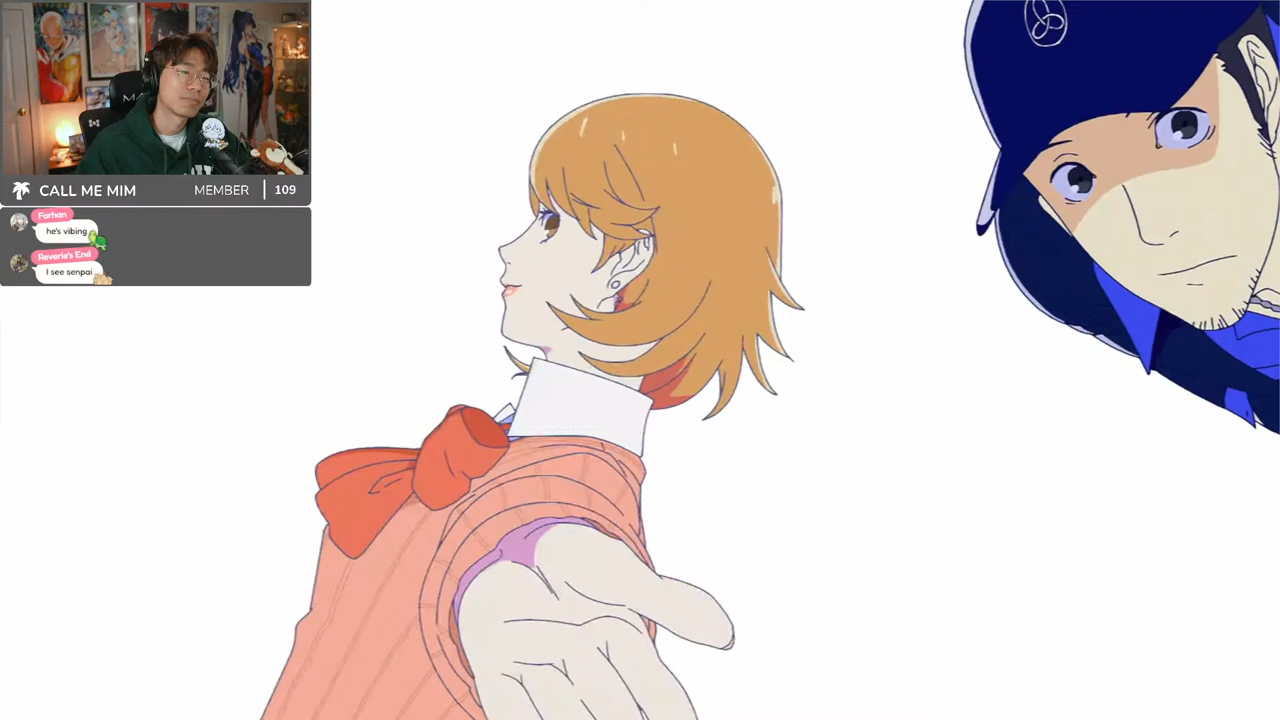 CALL ME MIM MEMBER 109
Farhan
he's vibing
Reverie's End
I see senpai